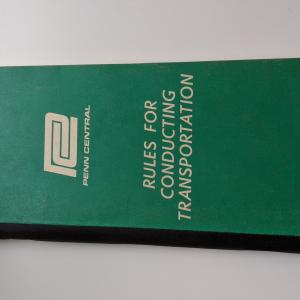 PENN CENTRAL
RULES FOR
CONDUCTING
TRANSPORTATION